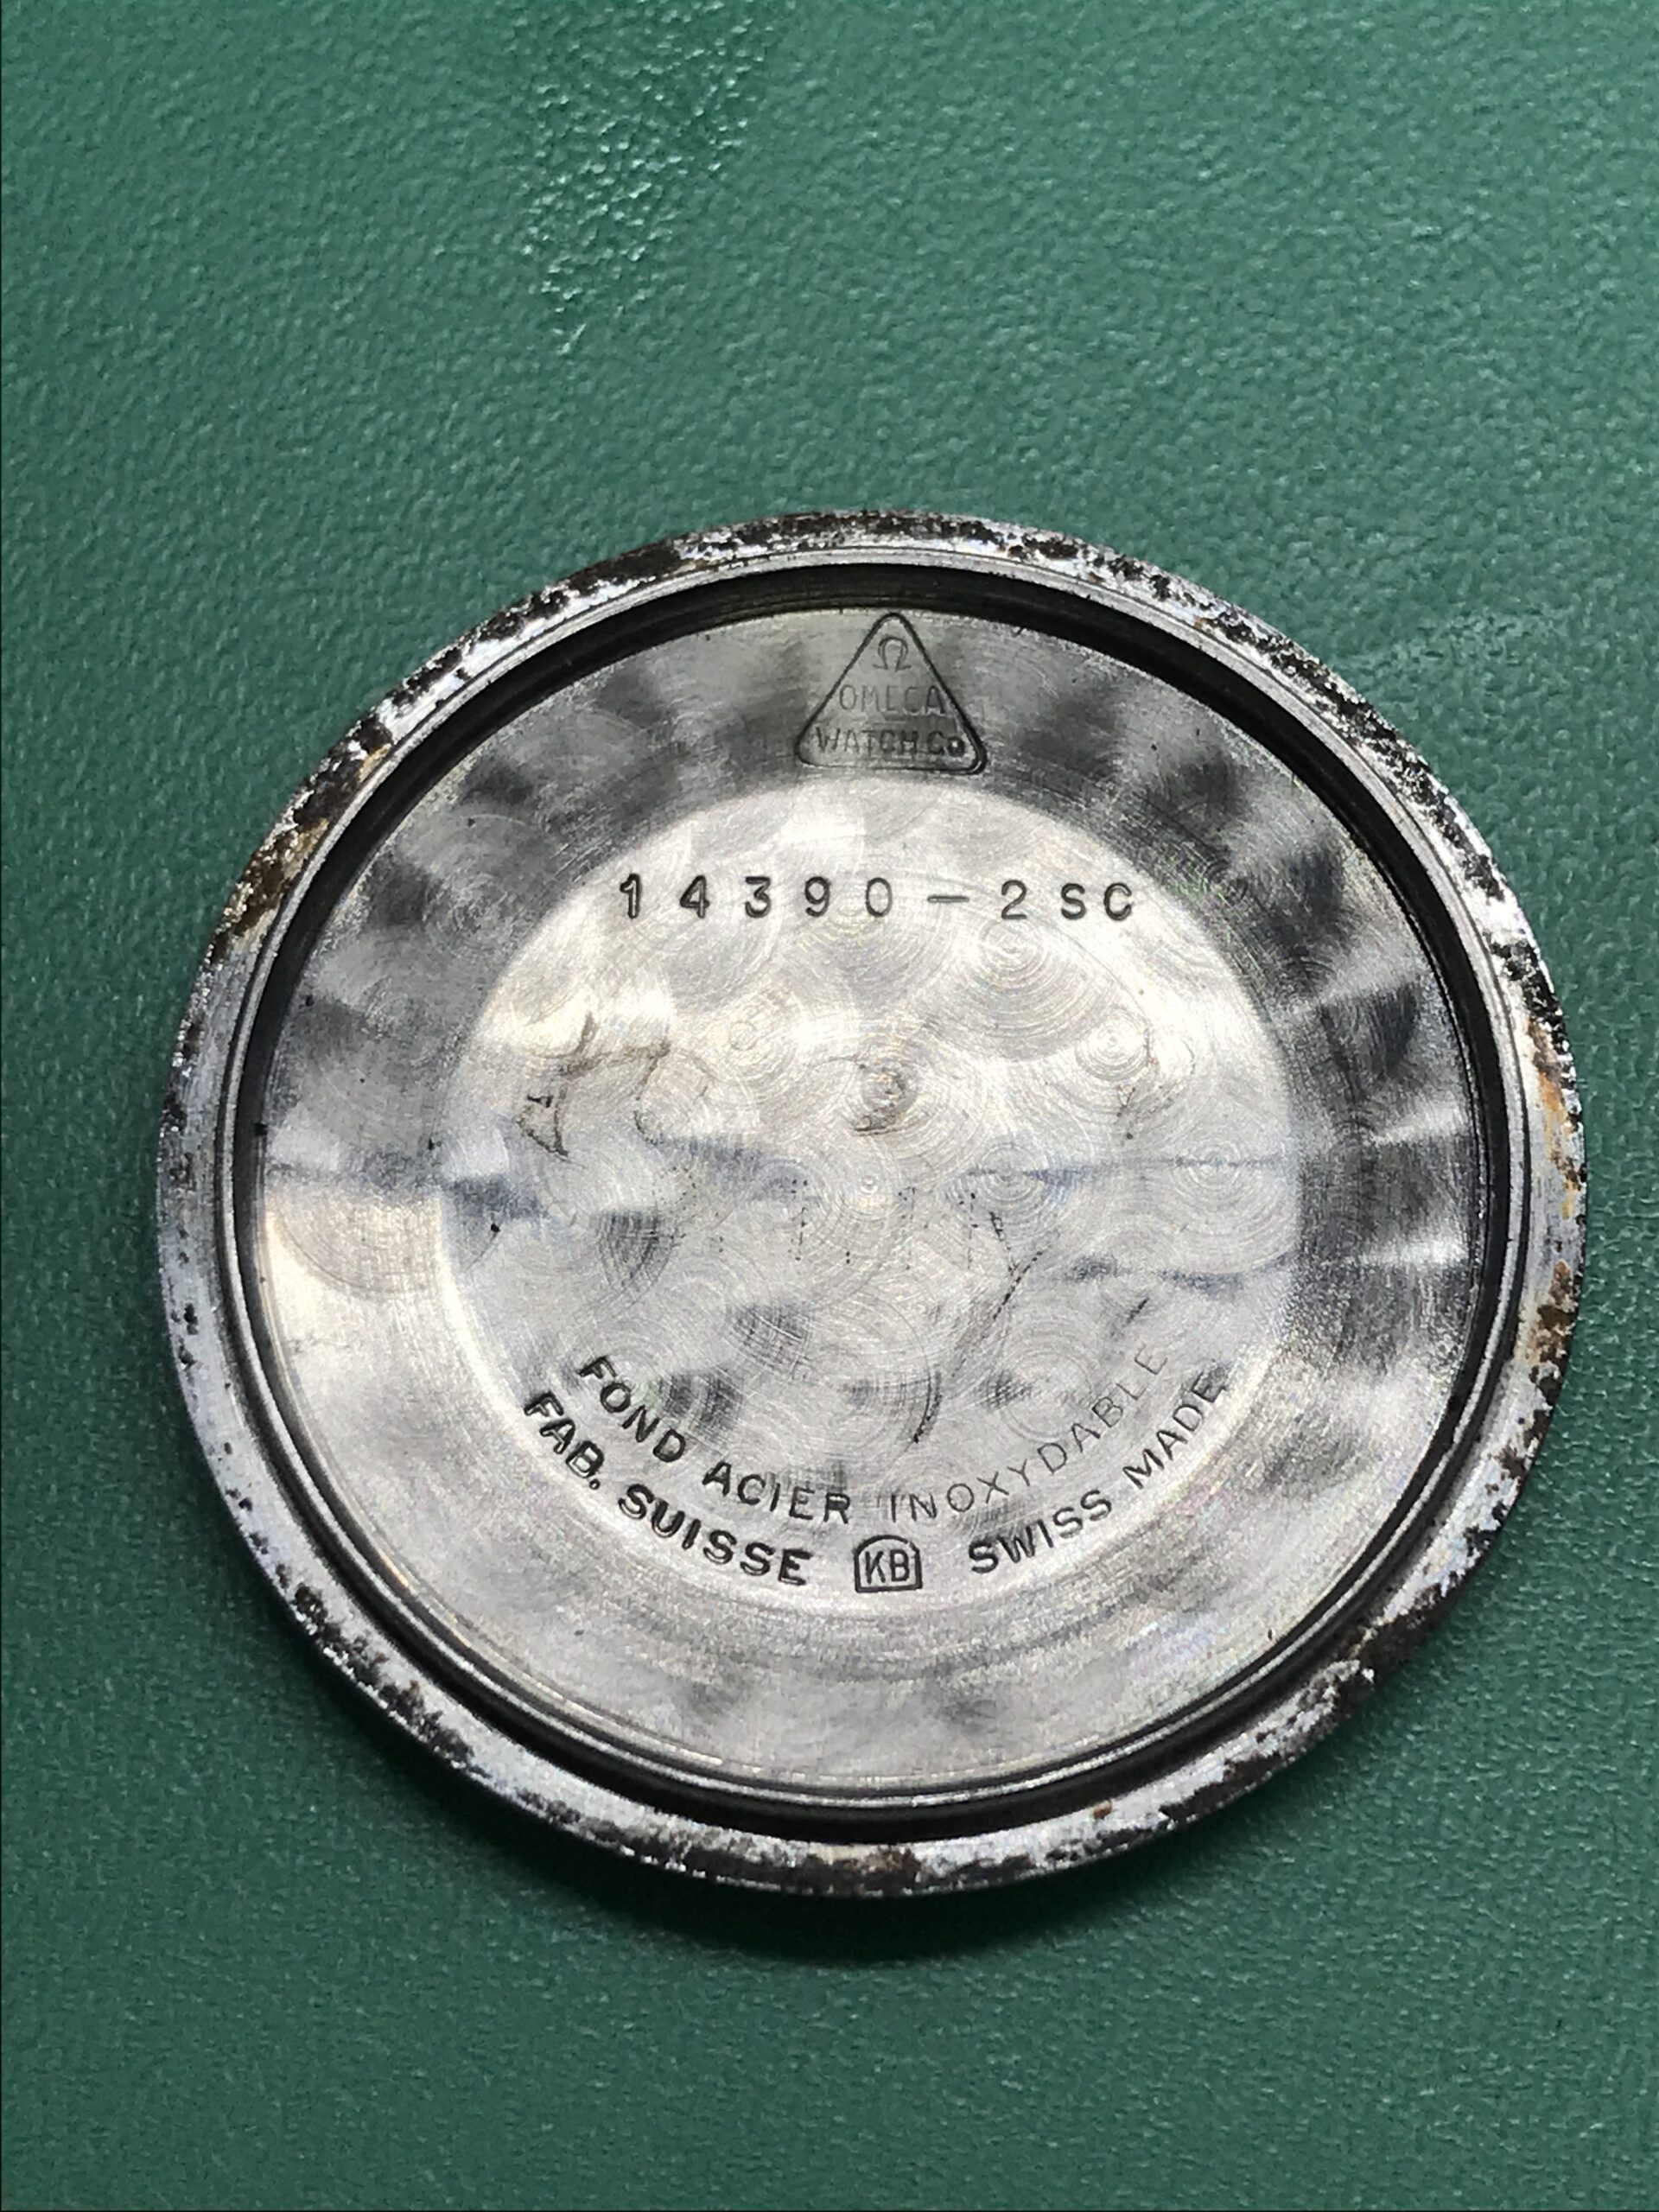 Ω
OMEGA
WATCH Co
14390-2SC
FOND ACIER INOXYDABLE
FAB. SUISSE KB SWISS MADE